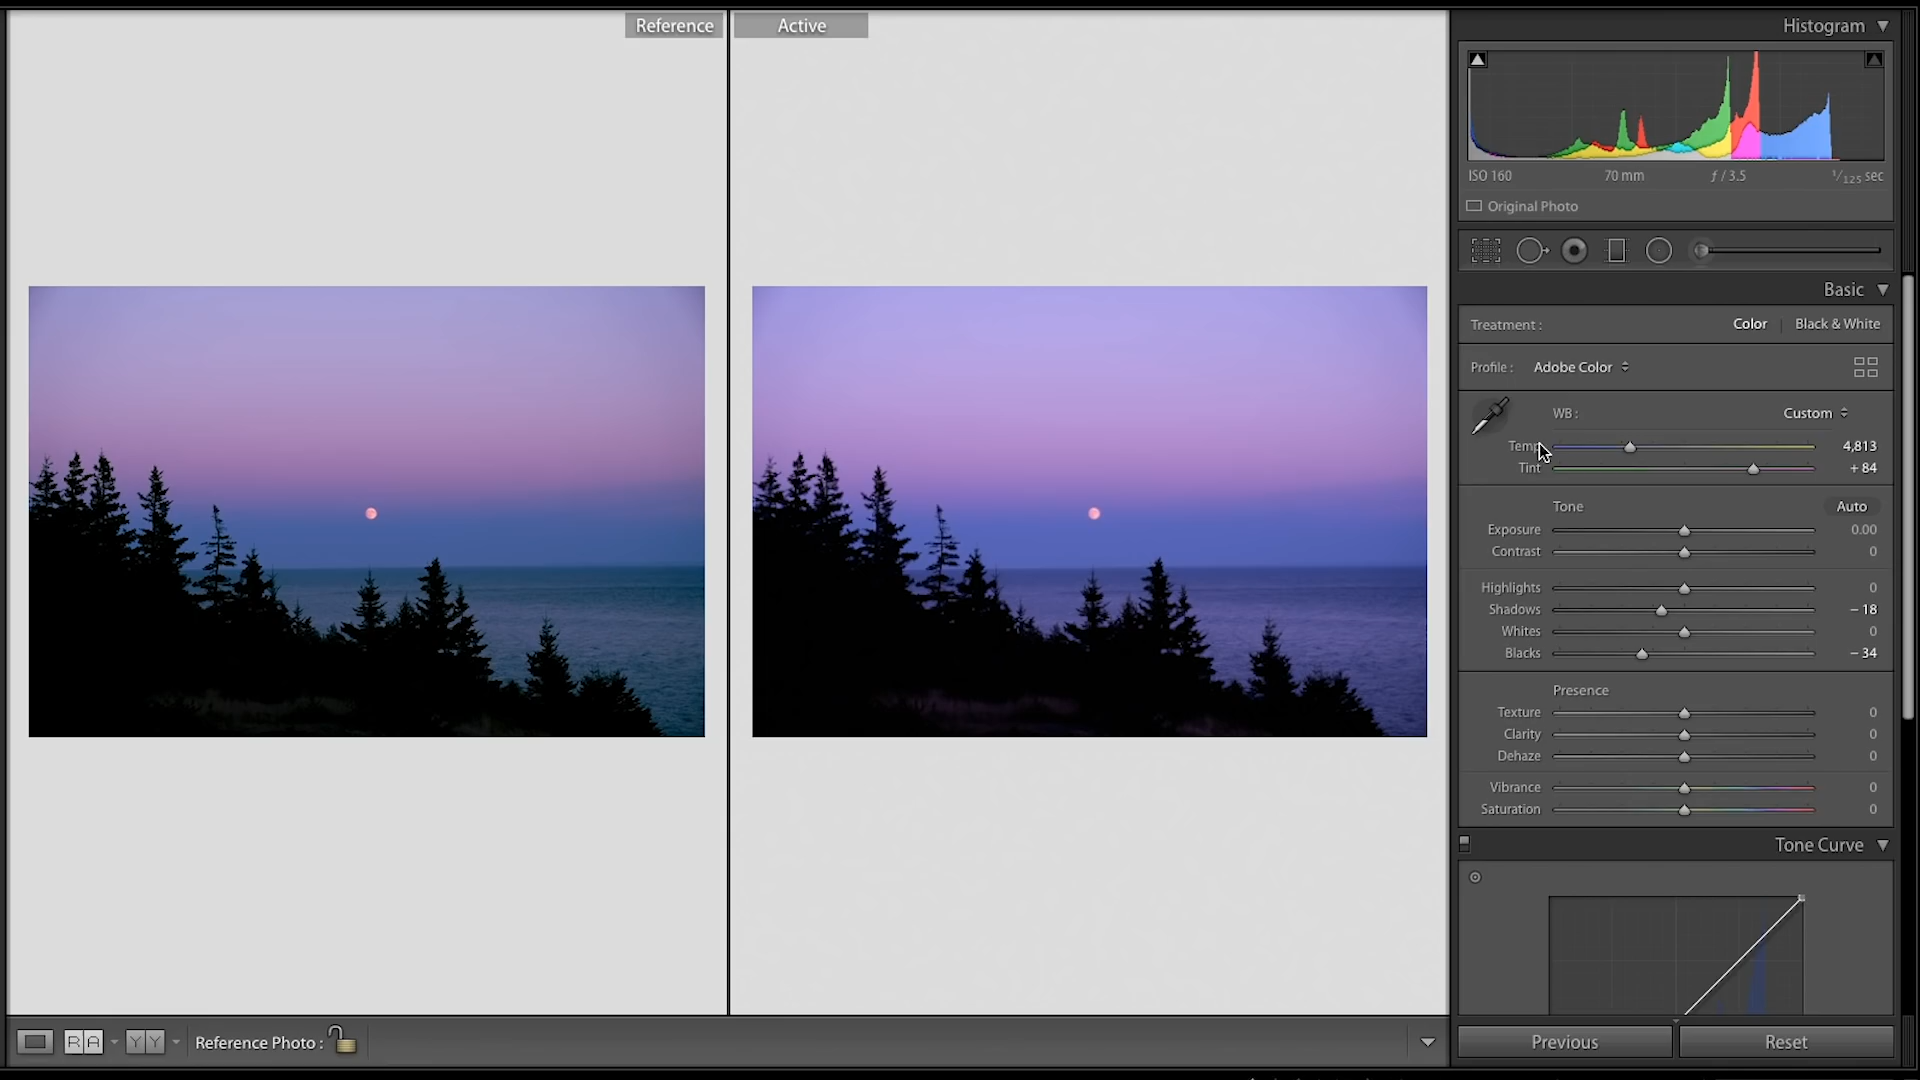 Reference
Active
Histogram
ISO 160 70 mm ƒ / 3.5 1/125 sec
Original Photo
Basic
Treatment : Color Black & White
Profile : Adobe Color
WB : Custom
Temp 4,813
Tint + 84
Tone Auto
Exposure 0.00
Contrast 0
Highlights 0
Shadows – 18
Whites 0
Blacks – 34
Presence
Texture 0
Clarity 0
Dehaze 0
Vibrance 0
Saturation 0
Tone Curve
R A
Y Y
Reference Photo :
Previous
Reset